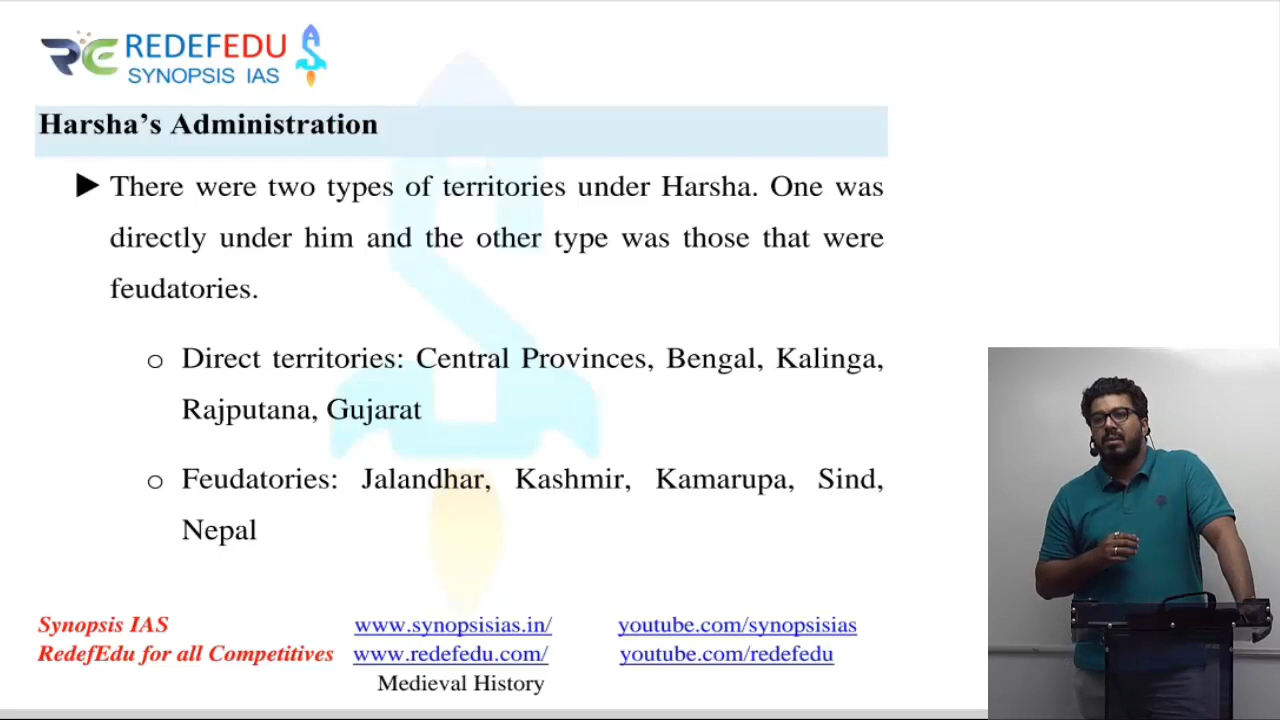 REDEFEDU
SYNOPSIS IAS
Harsha’s Administration
There were two types of territories under Harsha. One was
directly under him and the other type was those that were
feudatories.
o Direct territories: Central Provinces, Bengal, Kalinga,
Rajputana, Gujarat
o Feudatories: Jalandhar, Kashmir, Kamarupa, Sind,
Nepal
Synopsis IAS www.synopsisias.in/ youtube.com/synopsisias
RedefEdu for all Competitives www.redefedu.com/ youtube.com/redefedu
Medieval History